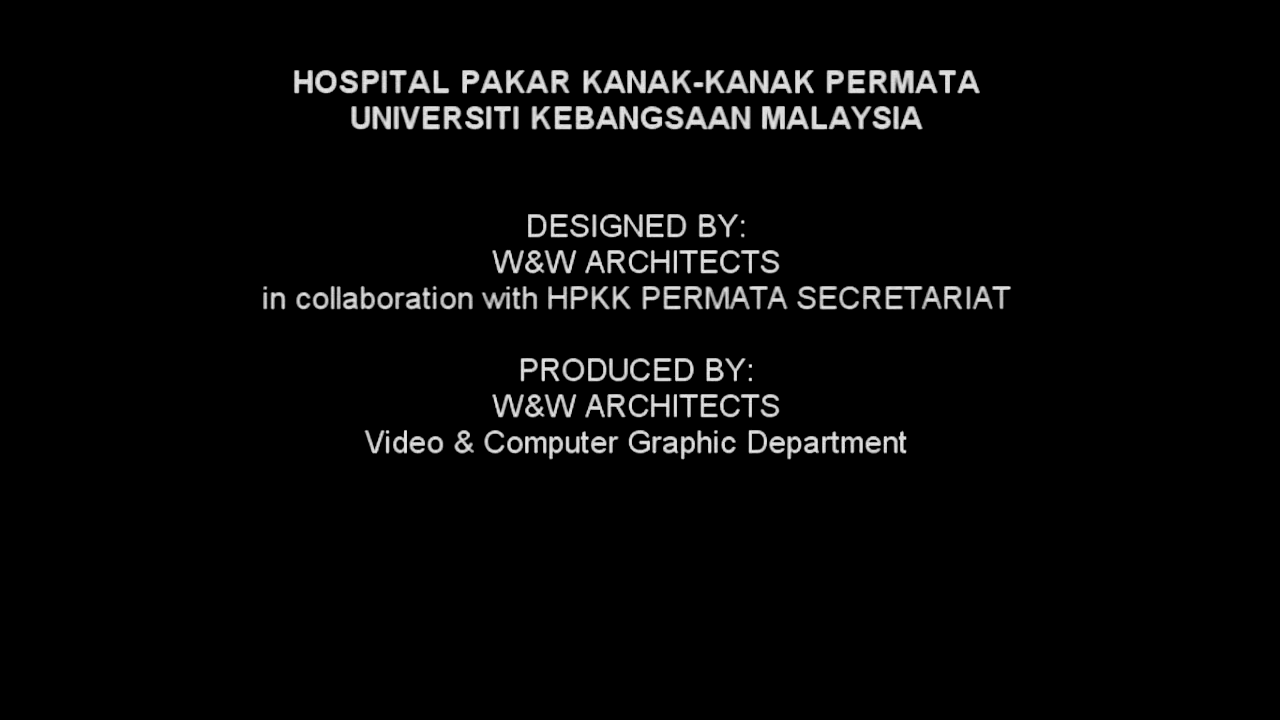 HOSPITAL PAKAR KANAK-KANAK PERMATA
UNIVERSITI KEBANGSAAN MALAYSIA
DESIGNED BY:
W&W ARCHITECTS
in collaboration with HPKK PERMATA SECRETARIAT
PRODUCED BY:
W&W ARCHITECTS
Video & Computer Graphic Department